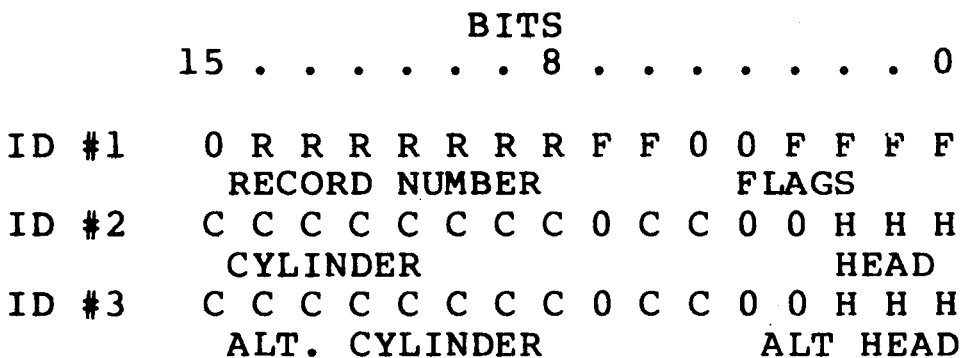 BITS
15 . . . . . . 8 . . . . . . . 0
ID #1 0 R R R R R R R F F 0 0 F F F F
RECORD NUMBER FLAGS
ID #2 C C C C C C C C 0 C C 0 0 H H H
CYLINDER HEAD
ID #3 C C C C C C C C 0 C C 0 0 H H H
ALT. CYLINDER ALT HEAD